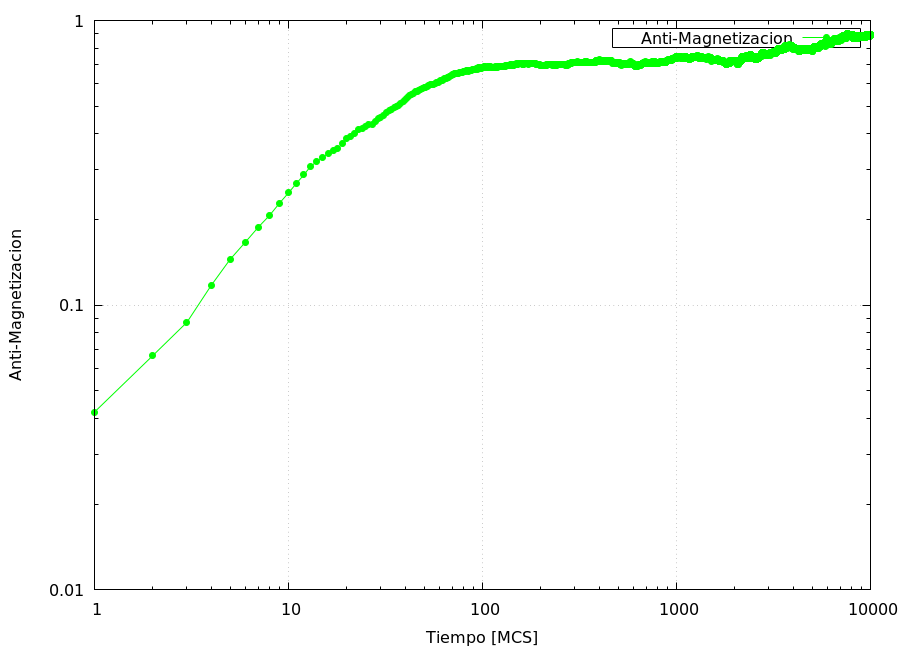 1
Anti-Magnetizacion
Anti-Magnetizacion
0.1
0.01
1 10 100 1000 10000
Tiempo [MCS]